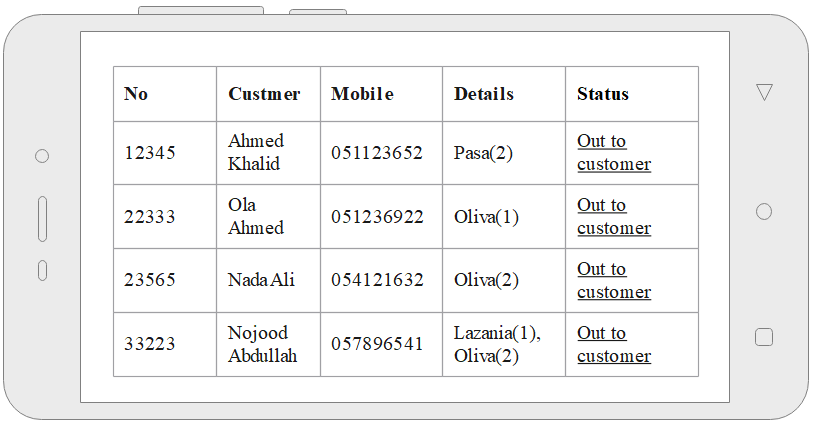 No Custmer Mobile Details Status
12345 Ahmed Khalid 051123652 Pasa(2) Out to customer
22333 Ola Ahmed 051236922 Oliva(1) Out to customer
23565 Nada Ali 054121632 Oliva(2) Out to customer
33223 Nojood Abdullah 057896541 Lazania(1), Oliva(2) Out to customer